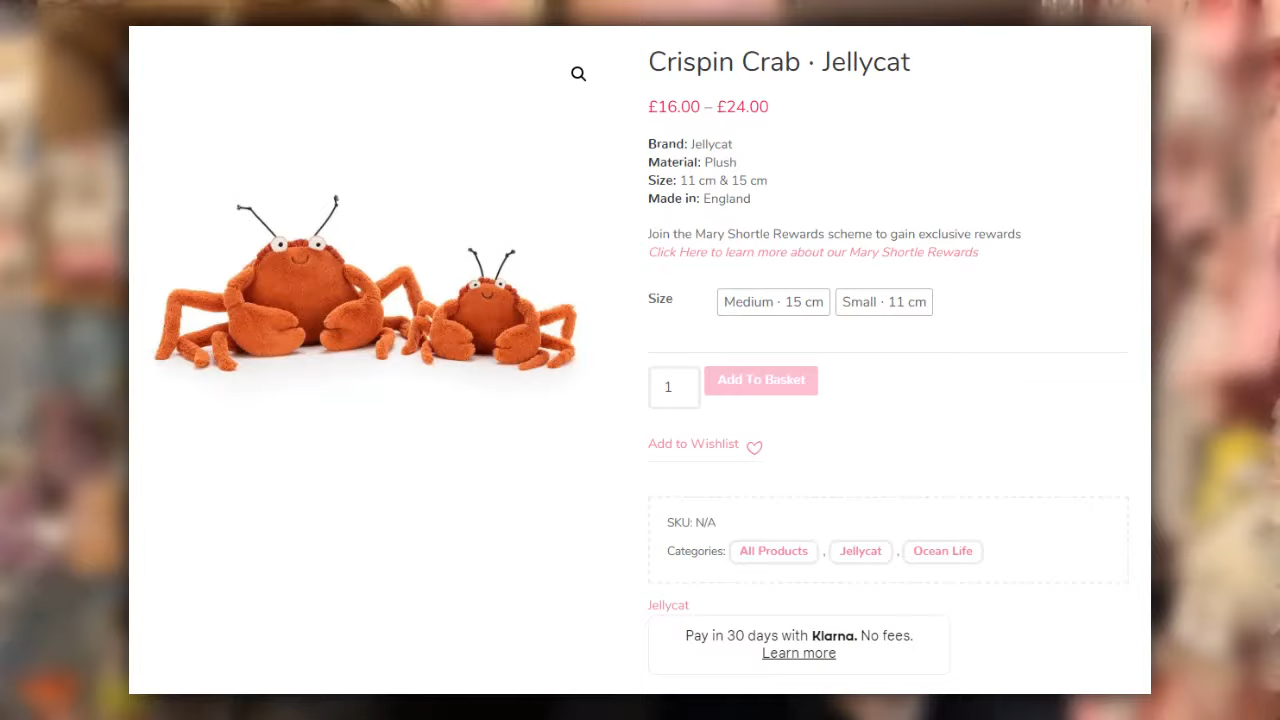 Crispin Crab · Jellycat
£16.00 – £24.00
Brand: Jellycat
Material: Plush
Size: 11 cm & 15 cm
Made in: England
Join the Mary Shortle Rewards scheme to gain exclusive rewards
Click Here to learn more about our Mary Shortle Rewards
Size Medium · 15 cm Small · 11 cm
1 Add To Basket
Add to Wishlist
SKU: N/A
Categories: All Products , Jellycat , Ocean Life
Jellycat
Pay in 30 days with Klarna. No fees.
Learn more